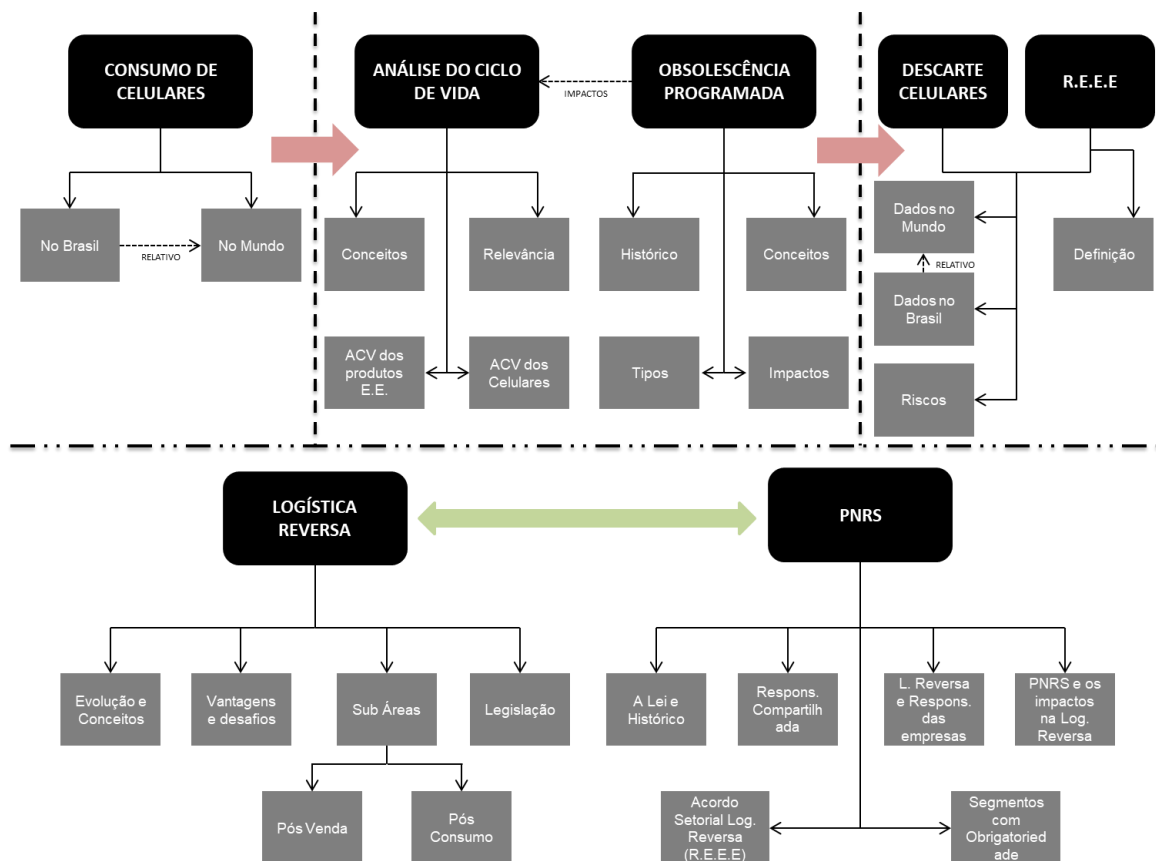 CONSUMO DE
CELULARES
ANÁLISE DO CICLO
DE VIDA
IMPACTOS
OBSOLESCÊNCIA
PROGRAMADA
DESCARTE
CELULARES
R.E.E.E
No Brasil
RELATIVO
No Mundo
Conceitos
Relevância
Histórico
Conceitos
Dados no
Mundo
RELATIVO
Definição
Dados no
Brasil
ACV dos
produtos
E.E.
ACV dos
Celulares
Tipos
Impactos
Riscos
LOGÍSTICA
REVERSA
PNRS
Evolução e
Conceitos
Vantagens
e desafios
Sub Áreas
Legislação
A Lei e
Histórico
Respons.
Compartilh
ada
L. Reversa
e Respons.
das
empresas
PNRS e os
impactos
na Log.
Reversa
Pós Venda
Pós
Consumo
Acordo
Setorial Log.
Reversa
(R.E.E.E)
Segmentos
com
Obrigatoried
ade